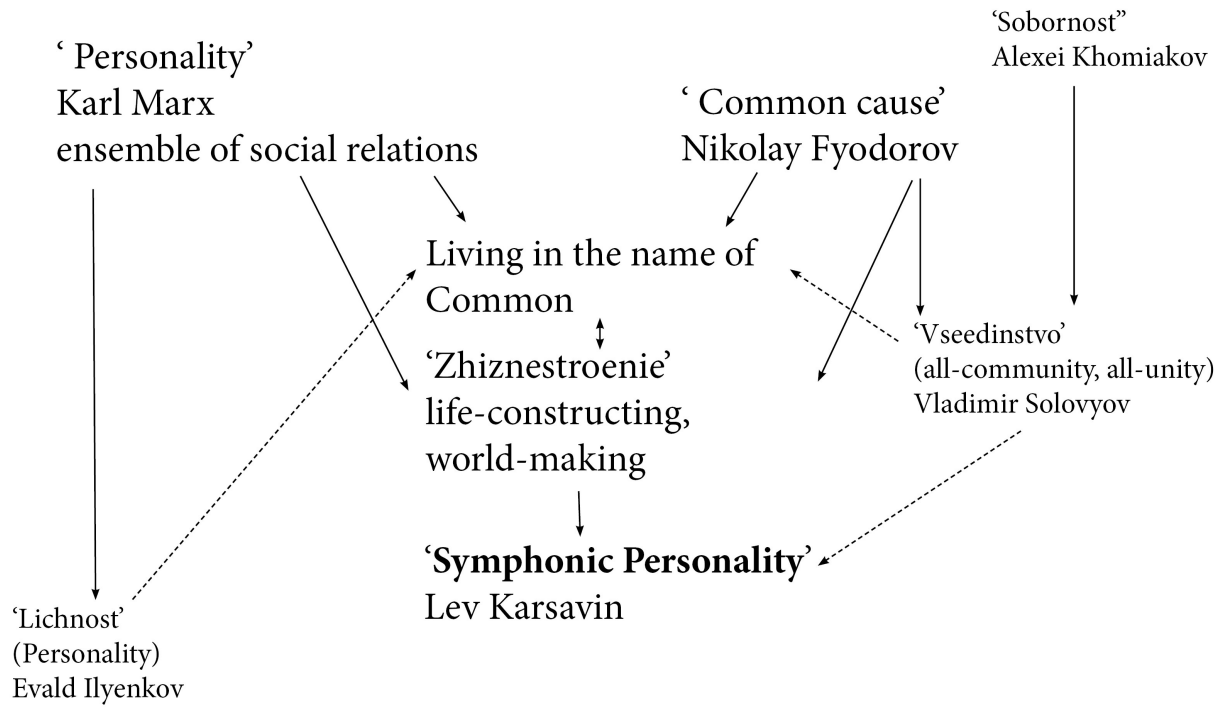 ‘ Personality’
Karl Marx
ensemble of social relations
‘ Common cause’
Nikolay Fyodorov
‘Sobornost’’
Alexei Khomiakov
Living in the name of
Common
‘Zhiznestroenie’
life-constructing,
world-making
‘Vseedinstvo’
(all-community, all-unity)
Vladimir Solovyov
‘Symphonic Personality’
Lev Karsavin
‘Lichnost’
(Personality)
Evald Ilyenkov